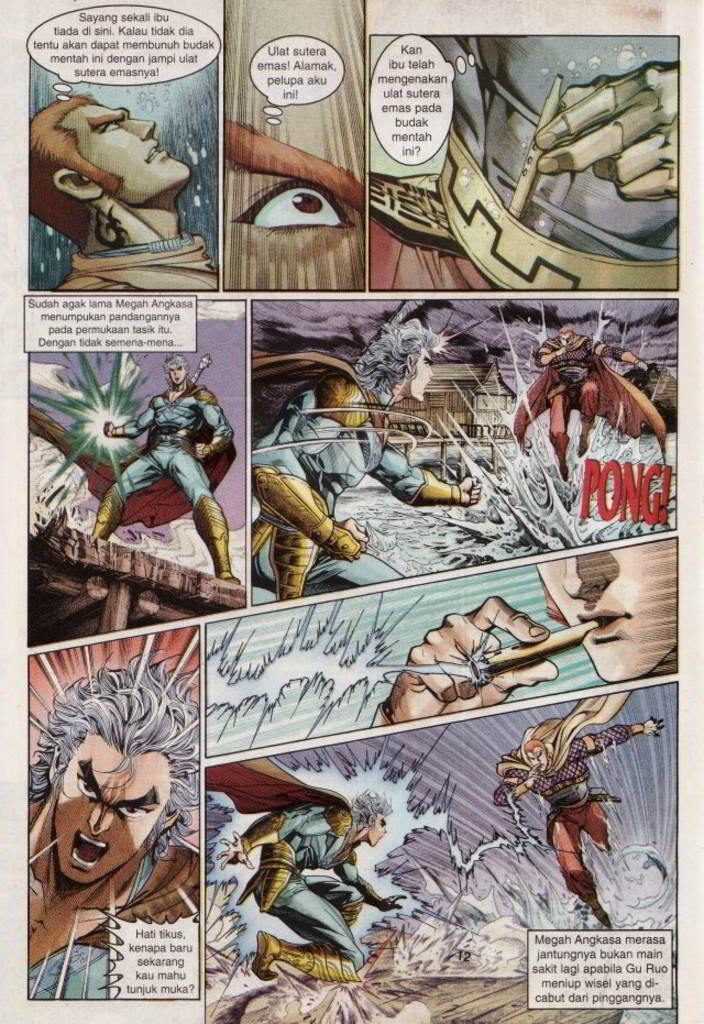 Sayang sekali ibu
tiada di sini. Kalau tidak dia
tentu akan dapat membunuh budak
mentah ini dengan jampi ulat
sutera emasnya!
Ulat sutera
emas! Alamak,
pelupa aku
ini!
Kan
ibu telah
mengenakan
ulat sutera
emas pada
budak
mentah
ini?
Sudah agak lama Megah Angkasa
menumpukan pandangannya
pada permukaan tasik itu.
Dengan tidak semena-mena...
PONG!
Hati tikus,
kenapa baru
sekarang
kau mahu
tunjuk muka?
12
Megah Angkasa merasa
jantungnya bukan main
sakit lagi apabila Gu Ruo
meniup wisel yang di-
cabut dari pinggangnya.